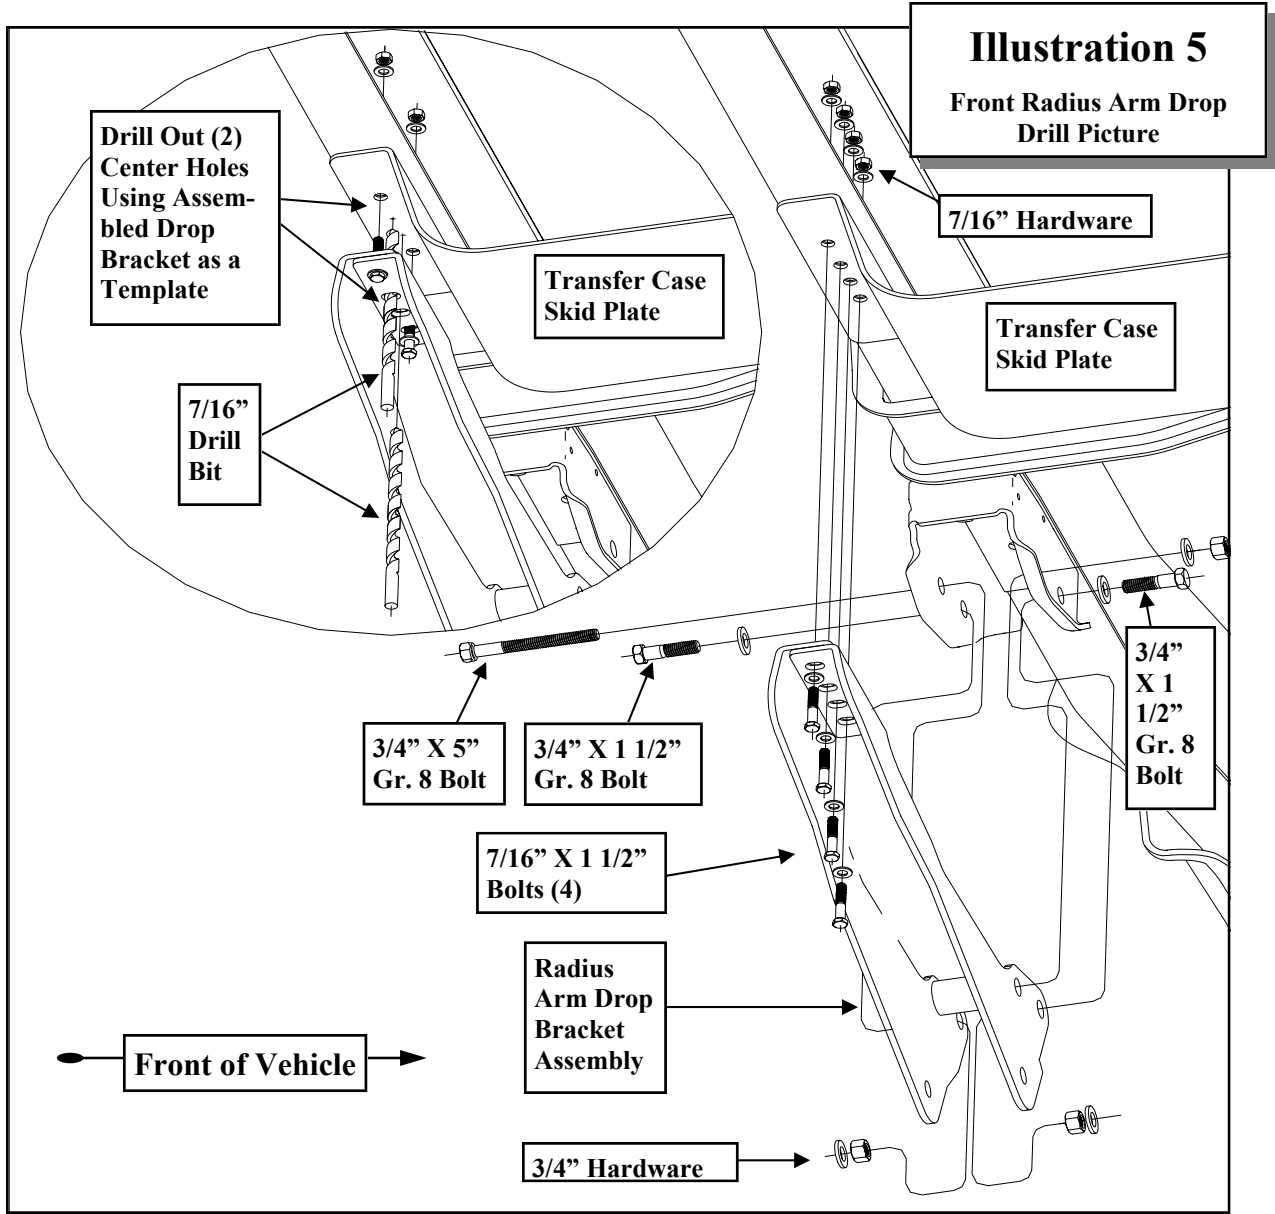 Illustration 5
Front Radius Arm Drop
Drill Picture
Drill Out (2)
Center Holes
Using Assem-
bled Drop
Bracket as a
Template
7/16” Hardware
Transfer Case
Skid Plate
Transfer Case
Skid Plate
7/16”
Drill
Bit
3/4” X 5”
Gr. 8 Bolt
3/4” X 1 1/2”
Gr. 8 Bolt
3/4”
X 1
1/2”
Gr. 8
Bolt
7/16” X 1 1/2”
Bolts (4)
Radius
Arm Drop
Bracket
Assembly
Front of Vehicle
3/4” Hardware